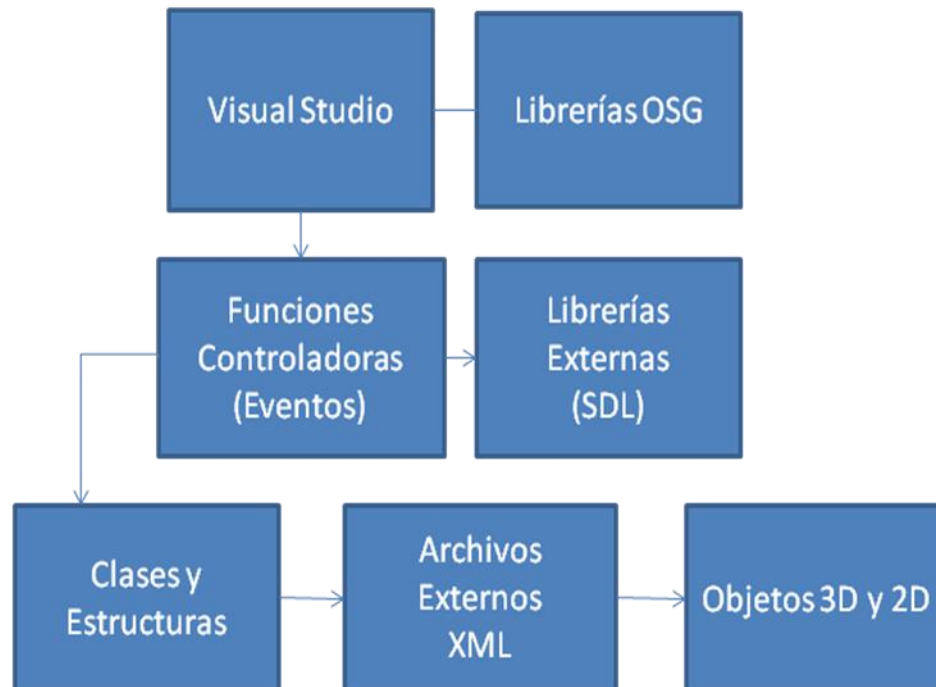 Visual Studio
Librerías OSG
Funciones
Controladoras
(Eventos)
Librerías
Externas
(SDL)
Clases y
Estructuras
Archivos
Externos
XML
Objetos 3D y 2D